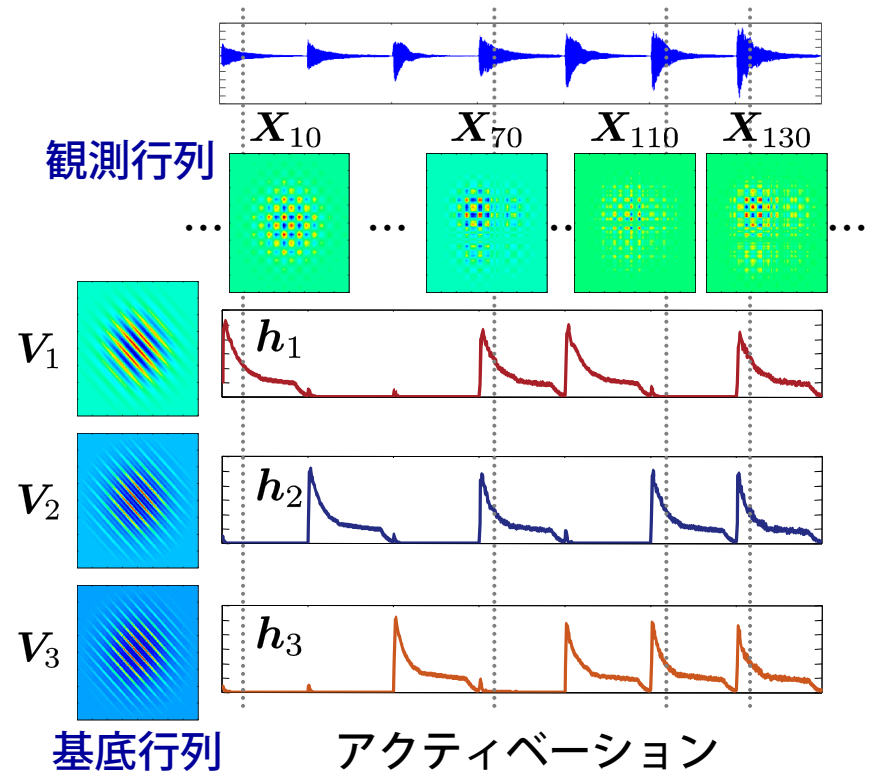 X10 X70 X110 X130
観測行列
... ... .. ...
V1 h1
V2 h2
V3 h3
基底行列 アクティベーション